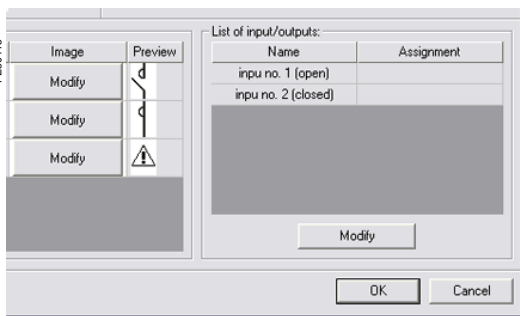 List of input/outputs:
Image Preview
Name Assignment
Modify
inpu no. 1 (open)
inpu no. 2 (closed)
Modify
Modify
Modify
OK Cancel